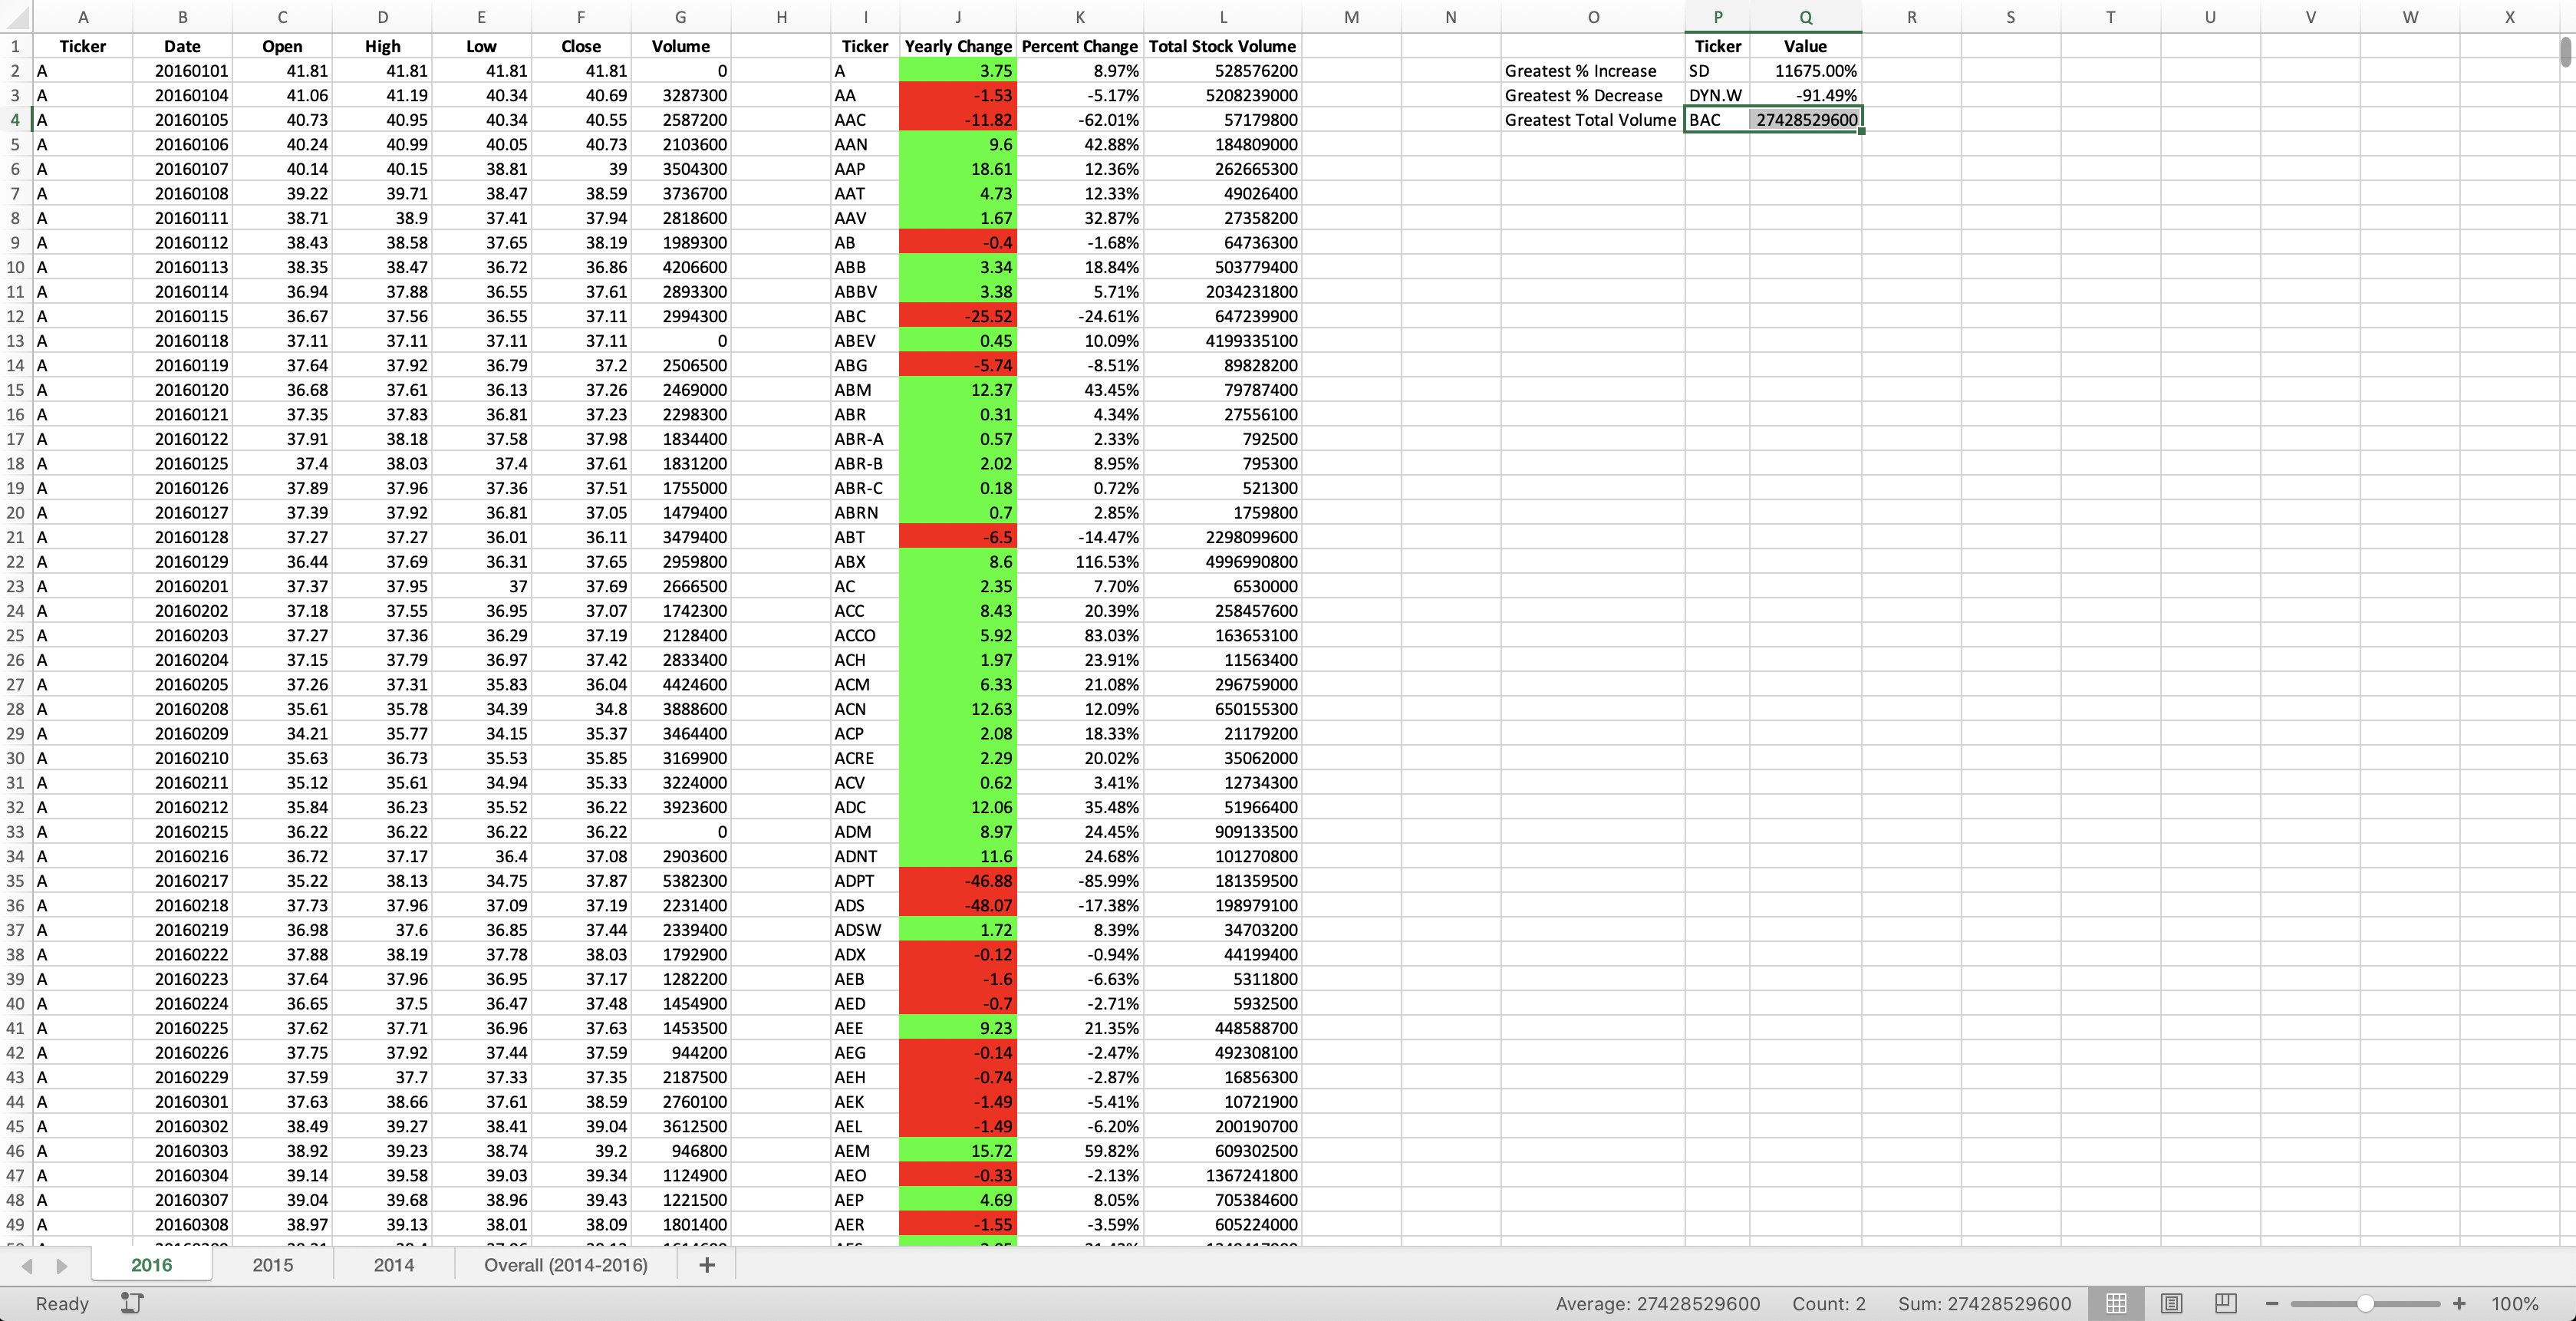 A B C D E F G H I J K L M N O P Q R S T U V W X
1 Ticker Date Open High Low Close Volume Ticker Yearly Change Percent Change Total Stock Volume Ticker Value
2 A 20160101 41.81 41.81 41.81 41.81 0 A 3.75 8.97% 528576200 Greatest % Increase SD 11675.00%
3 A 20160104 41.06 41.19 40.34 40.69 3287300 AA -1.53 -5.17% 5208239000 Greatest % Decrease DYN.W -91.49%
4 A 20160105 40.73 40.95 40.34 40.55 2587200 AAC -11.82 -62.01% 57179800 Greatest Total Volume BAC 27428529600
5 A 20160106 40.24 40.99 40.05 40.73 2103600 AAN 9.6 42.88% 184809000
6 A 20160107 40.14 40.15 38.81 39 3504300 AAP 18.61 12.36% 262665300
7 A 20160108 39.22 39.71 38.47 38.59 3736700 AAT 4.73 12.33% 49026400
8 A 20160111 38.71 38.9 37.41 37.94 2818600 AAV 1.67 32.87% 27358200
9 A 20160112 38.43 38.58 37.65 38.19 1989300 AB -0.4 -1.68% 64736300
10 A 20160113 38.35 38.47 36.72 36.86 4206600 ABB 3.34 18.84% 503779400
11 A 20160114 36.94 37.88 36.55 37.61 2893300 ABBV 3.38 5.71% 2034231800
12 A 20160115 36.67 37.56 36.55 37.11 2994300 ABC -25.52 -24.61% 647239900
13 A 20160118 37.11 37.11 37.11 37.11 0 ABEV 0.45 10.09% 4199335100
14 A 20160119 37.64 37.92 36.79 37.2 2506500 ABG -5.74 -8.51% 89828200
15 A 20160120 36.68 37.61 36.13 37.26 2469000 ABM 12.37 43.45% 79787400
16 A 20160121 37.35 37.83 36.81 37.23 2298300 ABR 0.31 4.34% 27556100
17 A 20160122 37.91 38.18 37.58 37.98 1834400 ABR-A 0.57 2.33% 792500
18 A 20160125 37.4 38.03 37.4 37.61 1831200 ABR-B 2.02 8.95% 795300
19 A 20160126 37.89 37.96 37.36 37.51 1755000 ABR-C 0.18 0.72% 521300
20 A 20160127 37.39 37.92 36.81 37.05 1479400 ABRN 0.7 2.85% 1759800
21 A 20160128 37.27 37.27 36.01 36.11 3479400 ABT -6.5 -14.47% 2298099600
22 A 20160129 36.44 37.69 36.31 37.65 2959800 ABX 8.6 116.53% 4996990800
23 A 20160201 37.37 37.95 37 37.69 2666500 AC 2.35 7.70% 6530000
24 A 20160202 37.18 37.55 36.95 37.07 1742300 ACC 8.43 20.39% 258457600
25 A 20160203 37.27 37.36 36.29 37.19 2128400 ACCO 5.92 83.03% 163653100
26 A 20160204 37.15 37.79 36.97 37.42 2833400 ACH 1.97 23.91% 11563400
27 A 20160205 37.26 37.31 35.83 36.04 4424600 ACM 6.33 21.08% 296759000
28 A 20160208 35.61 35.78 34.39 34.8 3888600 ACN 12.63 12.09% 650155300
29 A 20160209 34.21 35.77 34.15 35.37 3464400 ACP 2.08 18.33% 21179200
30 A 20160210 35.63 36.73 35.53 35.85 3169900 ACRE 2.29 20.02% 35062000
31 A 20160211 35.12 35.61 34.94 35.33 3224000 ACV 0.62 3.41% 12734300
32 A 20160212 35.84 36.23 35.52 36.22 3923600 ADC 12.06 35.48% 51966400
33 A 20160215 36.22 36.22 36.22 36.22 0 ADM 8.97 24.45% 909133500
34 A 20160216 36.72 37.17 36.4 37.08 2903600 ADNT 11.6 24.68% 101270800
35 A 20160217 35.22 38.13 34.75 37.87 5382300 ADPT -46.88 -85.99% 181359500
36 A 20160218 37.73 37.96 37.09 37.19 2231400 ADS -48.07 -17.38% 198979100
37 A 20160219 36.98 37.6 36.85 37.44 2339400 ADSW 1.72 8.39% 34703200
38 A 20160222 37.88 38.19 37.78 38.03 1792900 ADX -0.12 -0.94% 44199400
39 A 20160223 37.64 37.96 36.95 37.17 1282200 AEB -1.6 -6.63% 5311800
40 A 20160224 36.65 37.5 36.47 37.48 1454900 AED -0.7 -2.71% 5932500
41 A 20160225 37.62 37.71 36.96 37.63 1453500 AEE 9.23 21.35% 448588700
42 A 20160226 37.75 37.92 37.44 37.59 944200 AEG -0.14 -2.47% 492308100
43 A 20160229 37.59 37.7 37.33 37.35 2187500 AEH -0.74 -2.87% 16856300
44 A 20160301 37.63 38.66 37.61 38.59 2760100 AEK -1.49 -5.41% 10721900
45 A 20160302 38.49 39.27 38.41 39.04 3612500 AEL -1.49 -6.20% 200190700
46 A 20160303 38.92 39.23 38.74 39.2 946800 AEM 15.72 59.82% 609302500
47 A 20160304 39.14 39.58 39.03 39.34 1124900 AEO -0.33 -2.13% 1367241800
48 A 20160307 39.04 39.68 38.96 39.43 1221500 AEP 4.69 8.05% 705384600
49 A 20160308 38.97 39.13 38.01 38.09 1801400 AER -1.55 -3.59% 605224000
2016 2015 2014 Overall (2014-2016) +
Ready Average: 27428529600 Count: 2 Sum: 27428529600 − + 100%